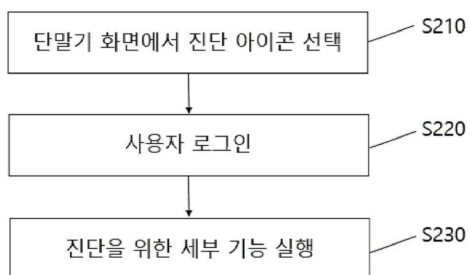 단말기 화면에서 진단 아이콘 선택
S210
사용자 로그인
S220
진단을 위한 세부 기능 실행
S230